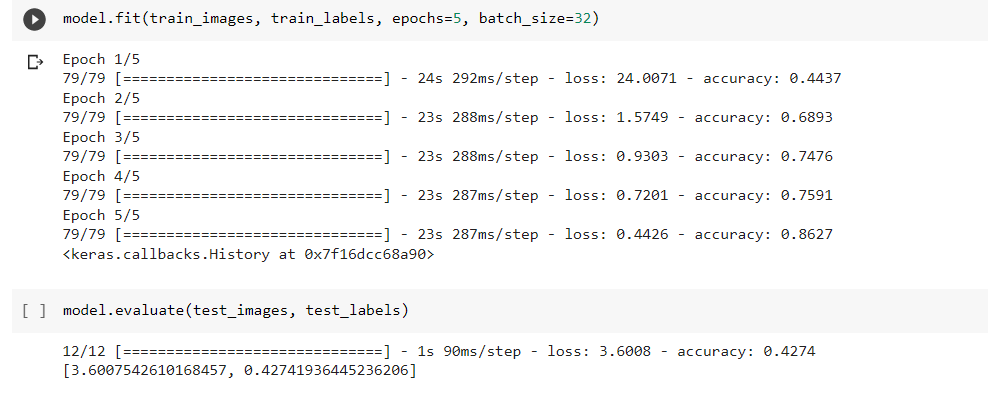 model.fit(train_images, train_labels, epochs=5, batch_size=32)
Epoch 1/5
79/79 [==============================] - 24s 292ms/step - loss: 24.0071 - accuracy: 0.4437
Epoch 2/5
79/79 [==============================] - 23s 288ms/step - loss: 1.5749 - accuracy: 0.6893
Epoch 3/5
79/79 [==============================] - 23s 288ms/step - loss: 0.9303 - accuracy: 0.7476
Epoch 4/5
79/79 [==============================] - 23s 287ms/step - loss: 0.7201 - accuracy: 0.7591
Epoch 5/5
79/79 [==============================] - 23s 287ms/step - loss: 0.4426 - accuracy: 0.8627
<keras.callbacks.History at 0x7f16dcc68a90>
[ ] model.evaluate(test_images, test_labels)
12/12 [==============================] - 1s 90ms/step - loss: 3.6008 - accuracy: 0.4274
[3.6007542610168457, 0.42741936445236206]